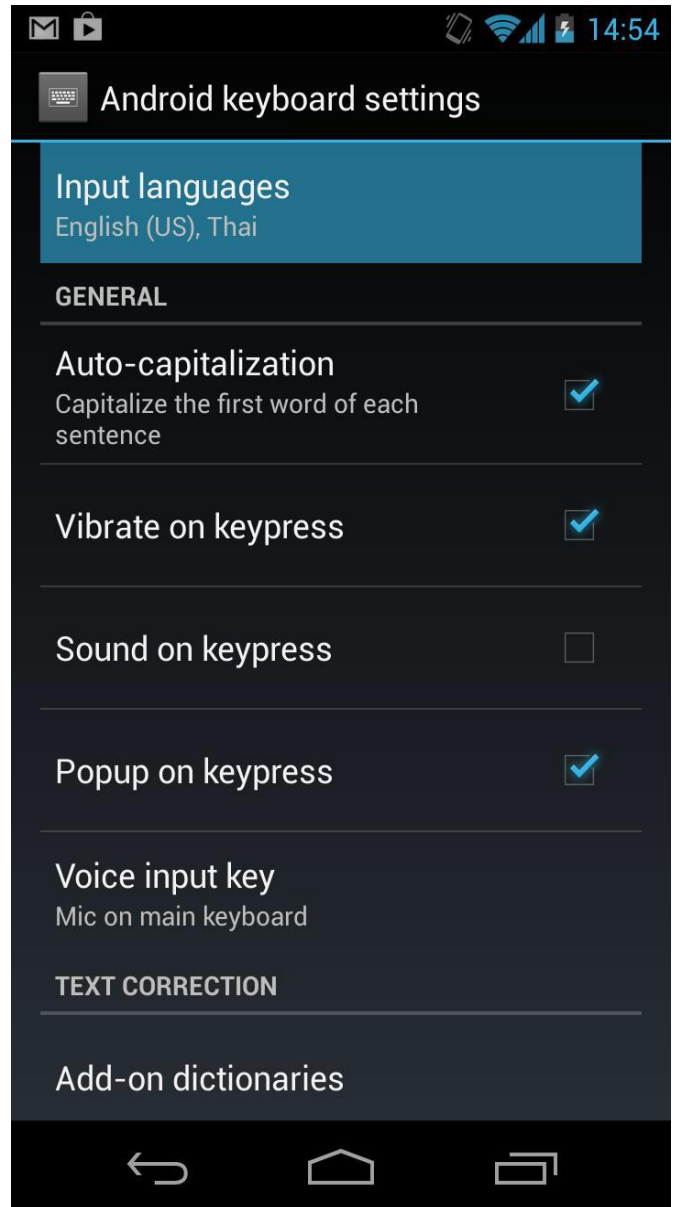 14:54
Android keyboard settings
Input languages
English (US), Thai
GENERAL
Auto-capitalization
Capitalize the first word of each
sentence
Vibrate on keypress
Sound on keypress
Popup on keypress
Voice input key
Mic on main keyboard
TEXT CORRECTION
Add-on dictionaries